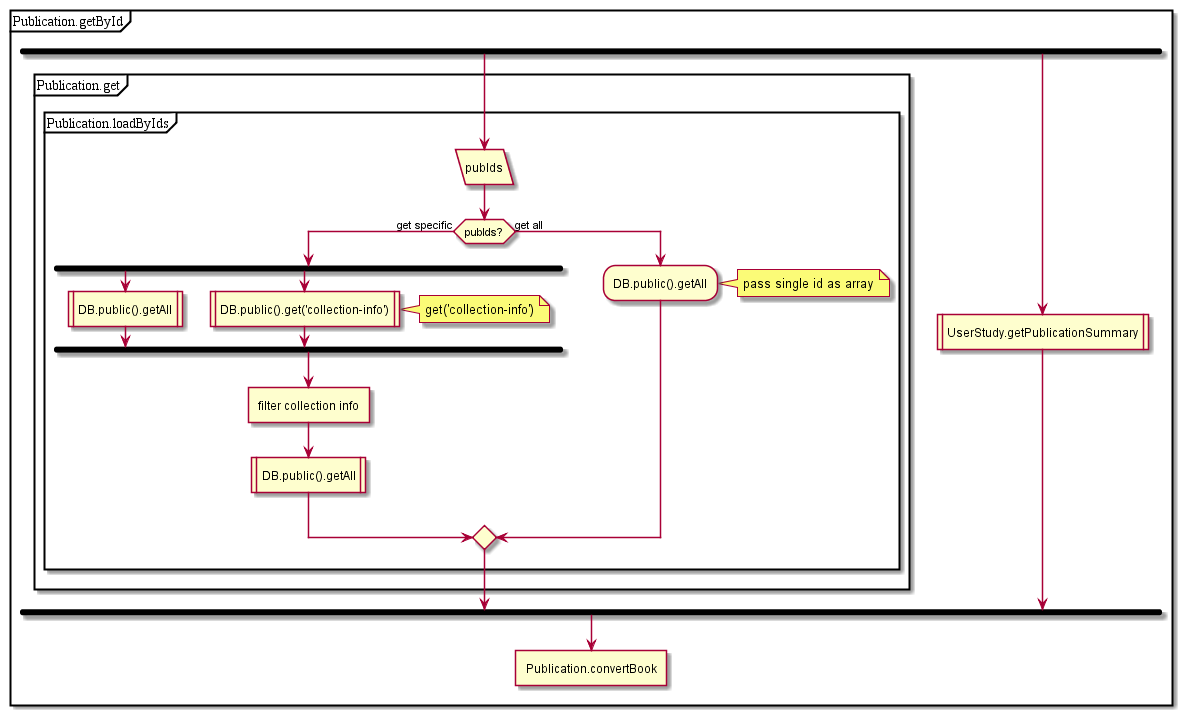 Publication.getById
Publication.get
Publication.loadByIds
pubIds
get specific
pubIds?
get all
DB.public().getAll
DB.public().get('collection-info')
get('collection-info')
DB.public().getAll
pass single id as array
UserStudy.getPublicationSummary
filter collection info
DB.public().getAll
Publication.convertBook